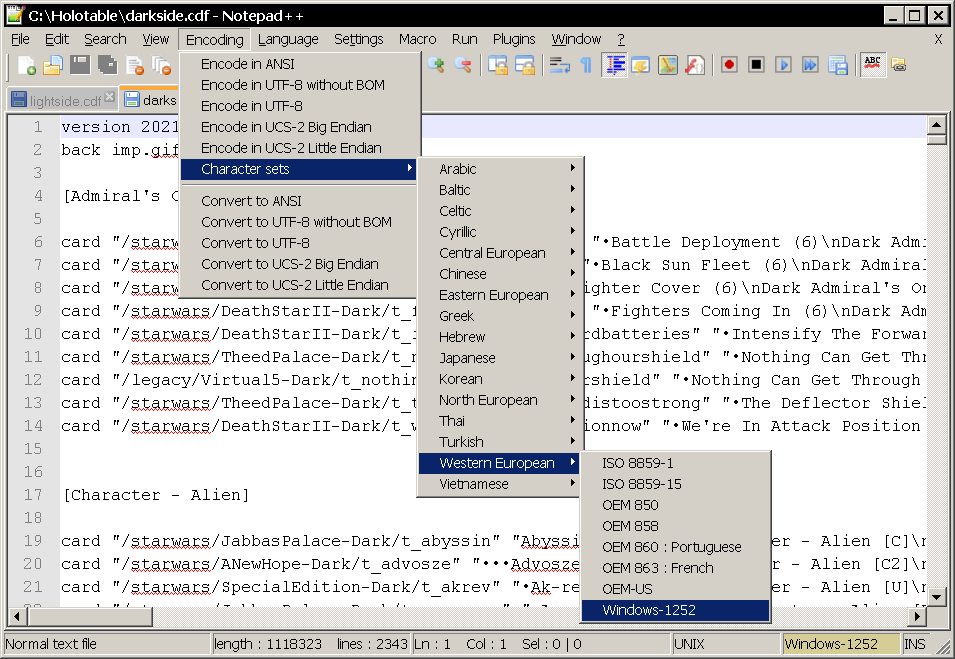 C:\Holotable\darkside.cdf - Notepad++
File Edit Search View Encoding Language Settings Macro Run Plugins Window ? X
ABC
lightside.cdf darks
Encode in ANSI
Encode in UTF-8 without BOM
Encode in UTF-8
Encode in UCS-2 Big Endian
Encode in UCS-2 Little Endian
Character sets
Convert to ANSI
Convert to UTF-8 without BOM
Convert to UTF-8
Convert to UCS-2 Big Endian
Convert to UCS-2 Little Endian
Arabic
Baltic
Celtic
Cyrillic
Central European
Chinese
Eastern European
Greek
Hebrew
Japanese
Korean
North European
Thai
Turkish
Western European
Vietnamese
ISO 8859-1
ISO 8859-15
OEM 850
OEM 858
OEM 860 : Portuguese
OEM 863 : French
OEM-US
Windows-1252
1 version 2021
2 back imp.gif
3
4 [Admiral's
5
6 card "/starw "•Battle Deployment (6)\nDark Admi
7 card "/starw "•Black Sun Fleet (6)\nDark Admiral
8 card "/starw ighter Cover (6)\nDark Admiral's Or
9 card "/starwars/DeathStarII-Dark/t_f "•Fighters Coming In (6)\nDark Adm
10 card "/starwars/DeathStarII-Dark/t_i rdbatteries" "•Intensify The Forwar
11 card "/starwars/TheedPalace-Dark/t_n ughourshield" "•Nothing Can Get Thr
12 card "/legacy/Virtual5-Dark/t_nothin rshield" "•Nothing Can Get Through
13 card "/starwars/TheedPalace-Dark/t_t distoostrong" "•The Deflector Shiel
14 card "/starwars/DeathStarII-Dark/t_w ionnow" "•We're In Attack Position
15
16
17 [Character - Alien]
18
19 card "/starwars/JabbasPalace-Dark/t_abyssin" "Abyssi er - Alien [C]\n
20 card "/starwars/ANewHope-Dark/t_advosze" "•••Advosze - Alien [C2]\n
21 card "/starwars/SpecialEdition-Dark/t_akrev" "•Ak-re er - Alien [U]\n
Normal text file length : 1118323 lines : 2343 Ln : 1 Col : 1 Sel : 0 | 0 UNIX Windows-1252 INS